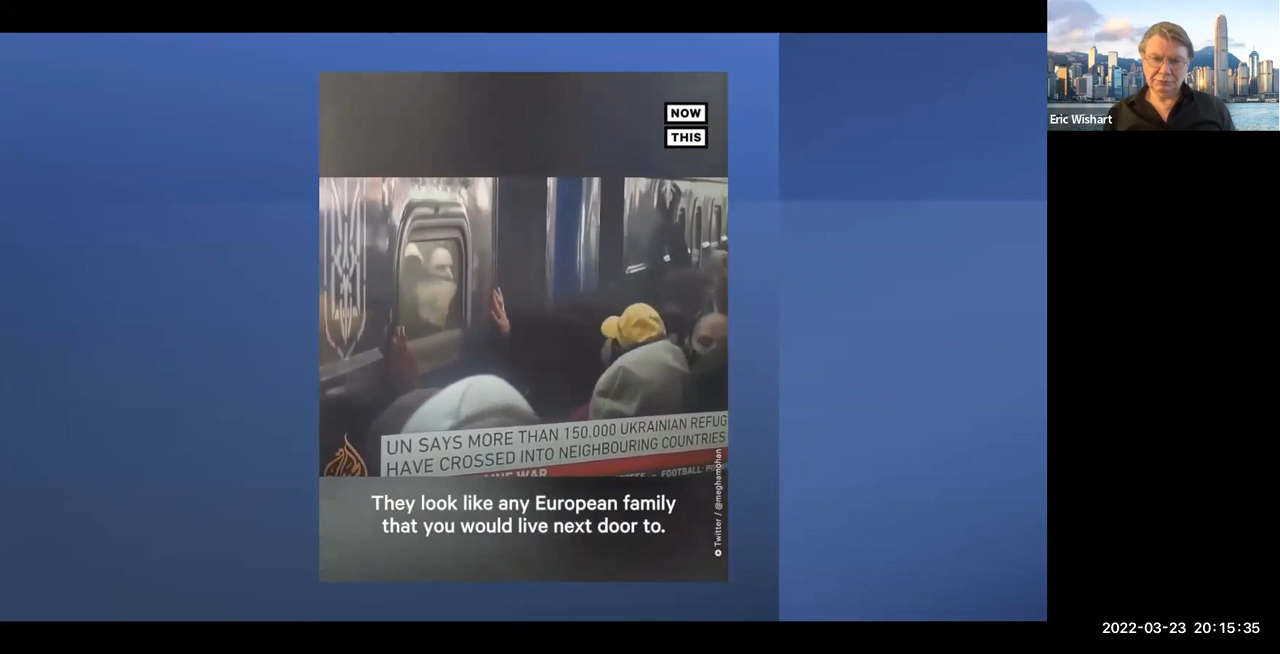 NOW
THIS
Eric Wishart
UN SAYS MORE THAN 150,000 UKRAINIAN REFUG
HAVE CROSSED INTO NEIGHBOURING COUNTRIES
WAR
FOOTBALL:
Twitter / @meghamohan
They look like any European family
that you would live next door to.
2022-03-23 20:15:35